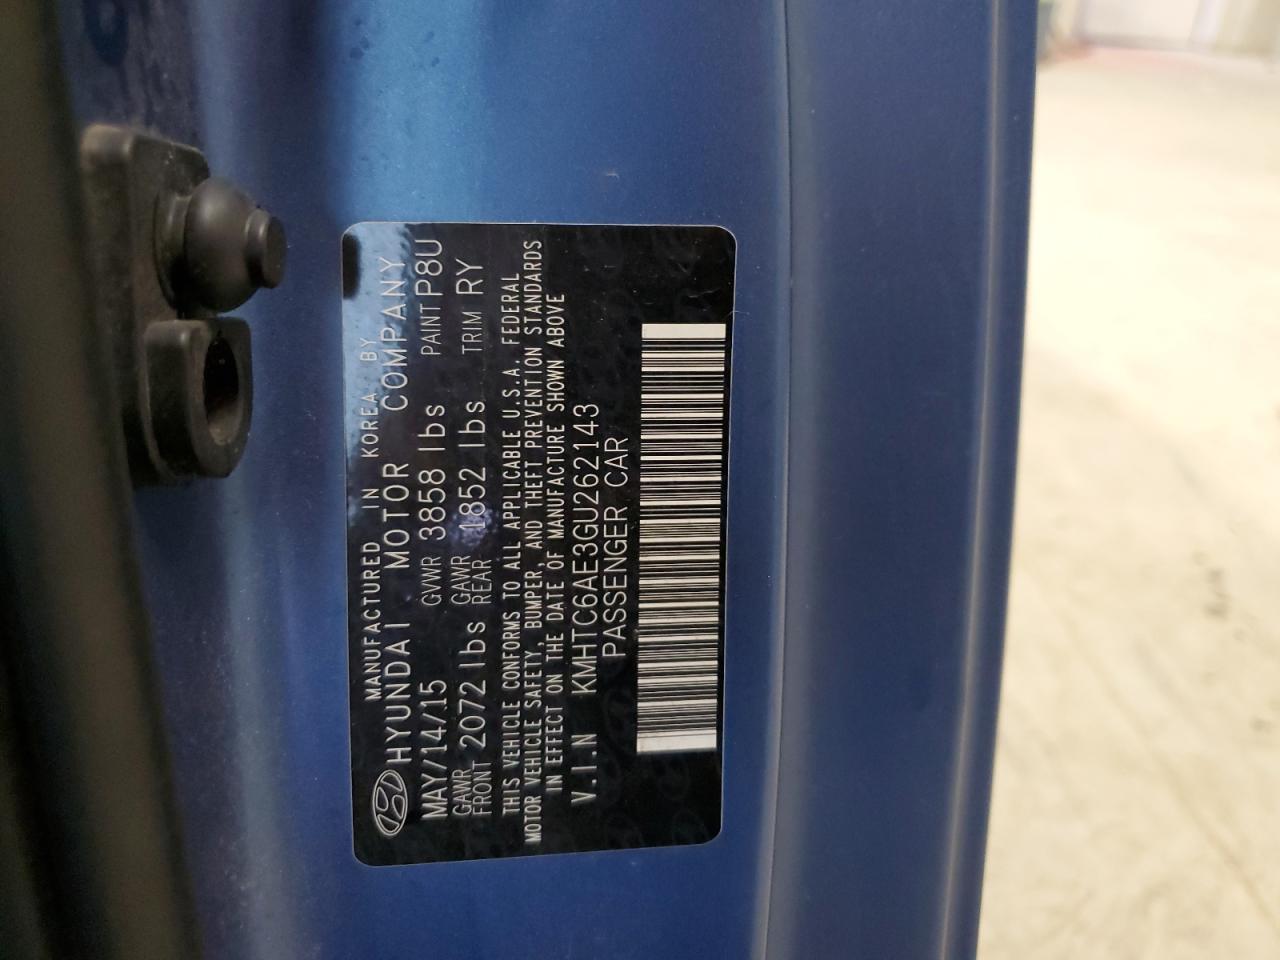 MANUFACTURED IN KOREA BY
HYUNDAI MOTOR COMPANY
MAY/14/15 GVWR 3858 lbs PAINT P8U
GAWR FRONT 2072 lbs GAWR REAR 1852 lbs TRIM RY
THIS VEHICLE CONFORMS TO ALL APPLICABLE U.S.A. FEDERAL
MOTOR VEHICLE SAFETY, BUMPER, AND THEFT PREVENTION STANDARDS
IN EFFECT ON THE DATE OF MANUFACTURE SHOWN ABOVE
V.I.N KMHTC6AE3GU262143
PASSENGER CAR